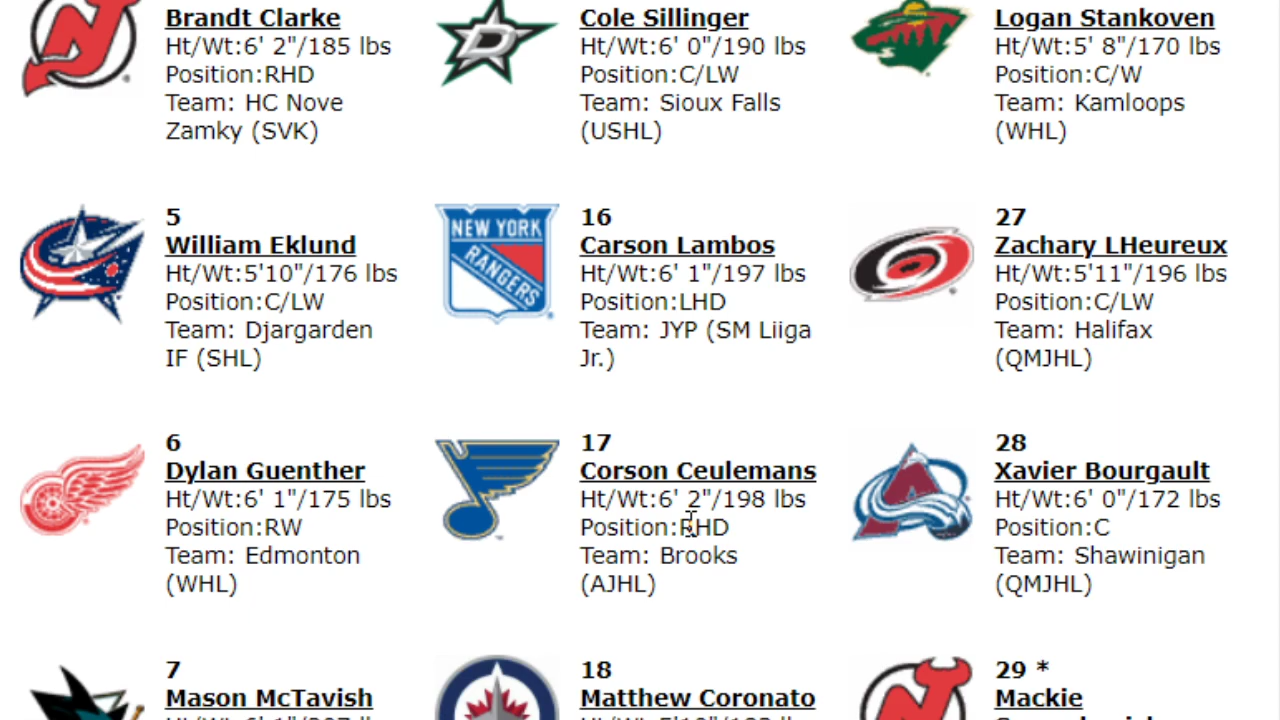 Brandt Clarke
Ht/Wt:6' 2"/185 lbs
Position:RHD
Team: HC Nove
Zamky (SVK)
Cole Sillinger
Ht/Wt:6' 0"/190 lbs
Position:C/LW
Team: Sioux Falls
(USHL)
Logan Stankoven
Ht/Wt:5' 8"/170 lbs
Position:C/W
Team: Kamloops
(WHL)
5
William Eklund
Ht/Wt:5'10"/176 lbs
Position:C/LW
Team: Djargarden
IF (SHL)
NEW YORK
RANGERS
16
Carson Lambos
Ht/Wt:6' 1"/197 lbs
Position:LHD
Team: JYP (SM Liiga
Jr.)
27
Zachary LHeureux
Ht/Wt:5'11"/196 lbs
Position:C/LW
Team: Halifax
(QMJHL)
6
Dylan Guenther
Ht/Wt:6' 1"/175 lbs
Position:RW
Team: Edmonton
(WHL)
17
Corson Ceulemans
Ht/Wt:6' 2"/198 lbs
Position:RHD
Team: Brooks
(AJHL)
28
Xavier Bourgault
Ht/Wt:6' 0"/172 lbs
Position:C
Team: Shawinigan
(QMJHL)
7
Mason McTavish
18
Matthew Coronato
29 *
Mackie